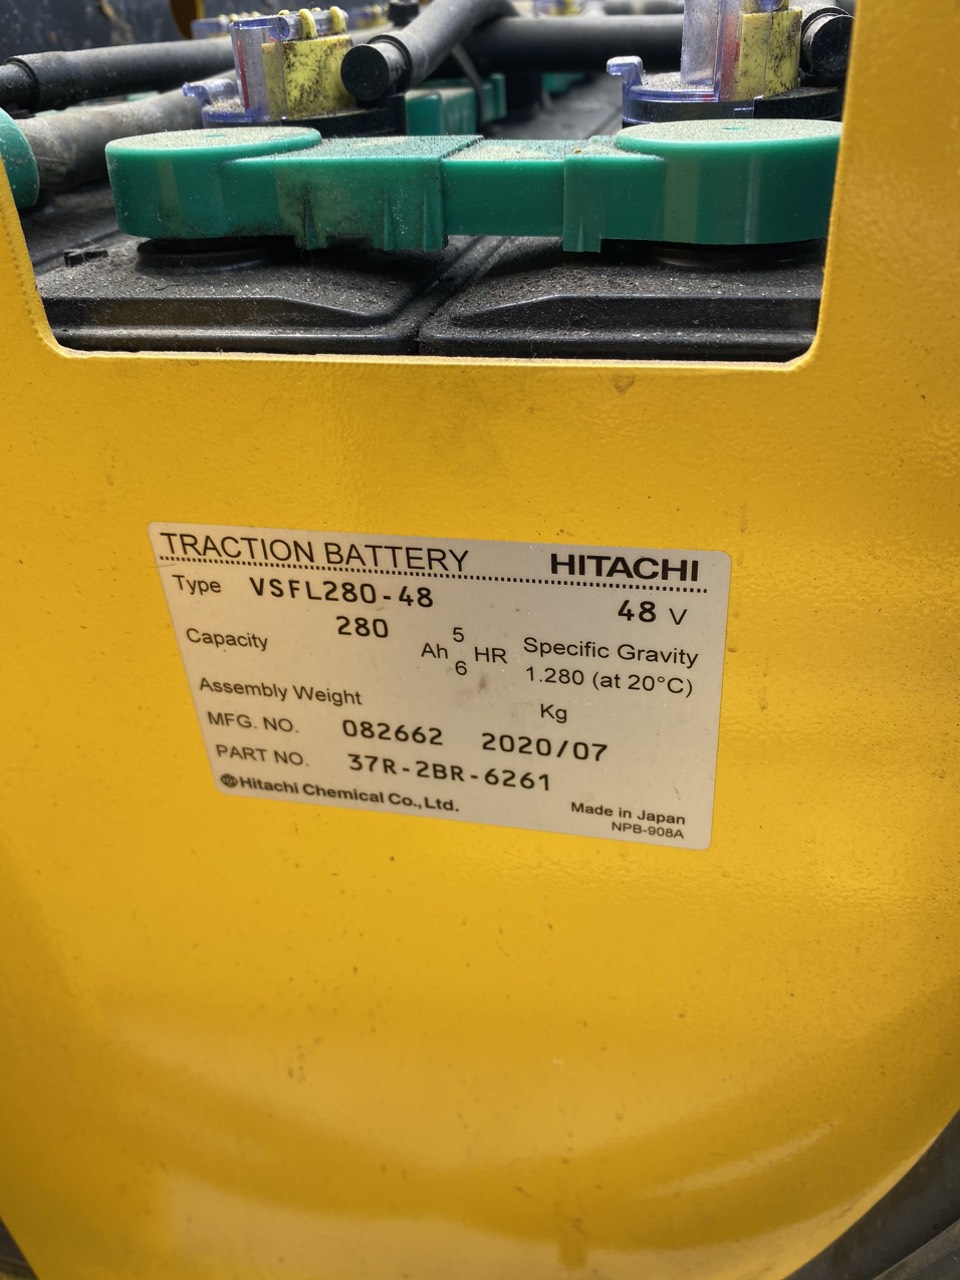 TRACTION BATTERY HITACHI
Type VSFL280-48 48 V
Capacity 280 Ah 5 6 HR Specific Gravity
1.280 (at 20°C)
Assembly Weight Kg
MFG. NO. 082662 2020/07
PART NO. 37R-2BR-6261
Hitachi Chemical Co., Ltd. Made in Japan
NPB-908A